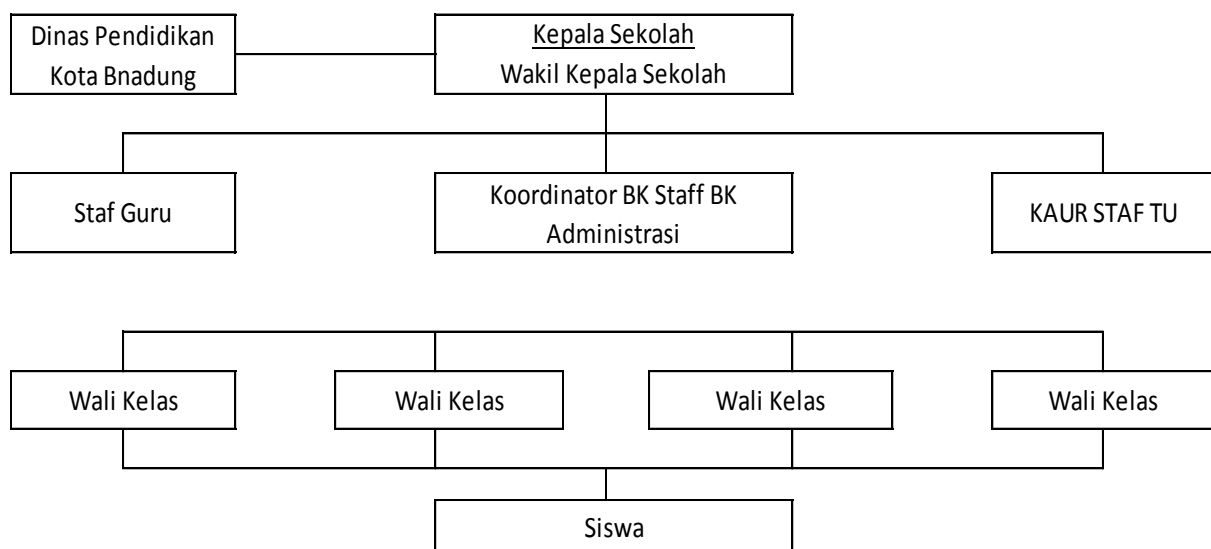 Dinas Pendidikan
Kota Bnadung
Kepala Sekolah
Wakil Kepala Sekolah
Staf Guru
Koordinator BK Staff BK
Administrasi
KAUR STAF TU
Wali Kelas
Wali Kelas
Wali Kelas
Wali Kelas
Siswa